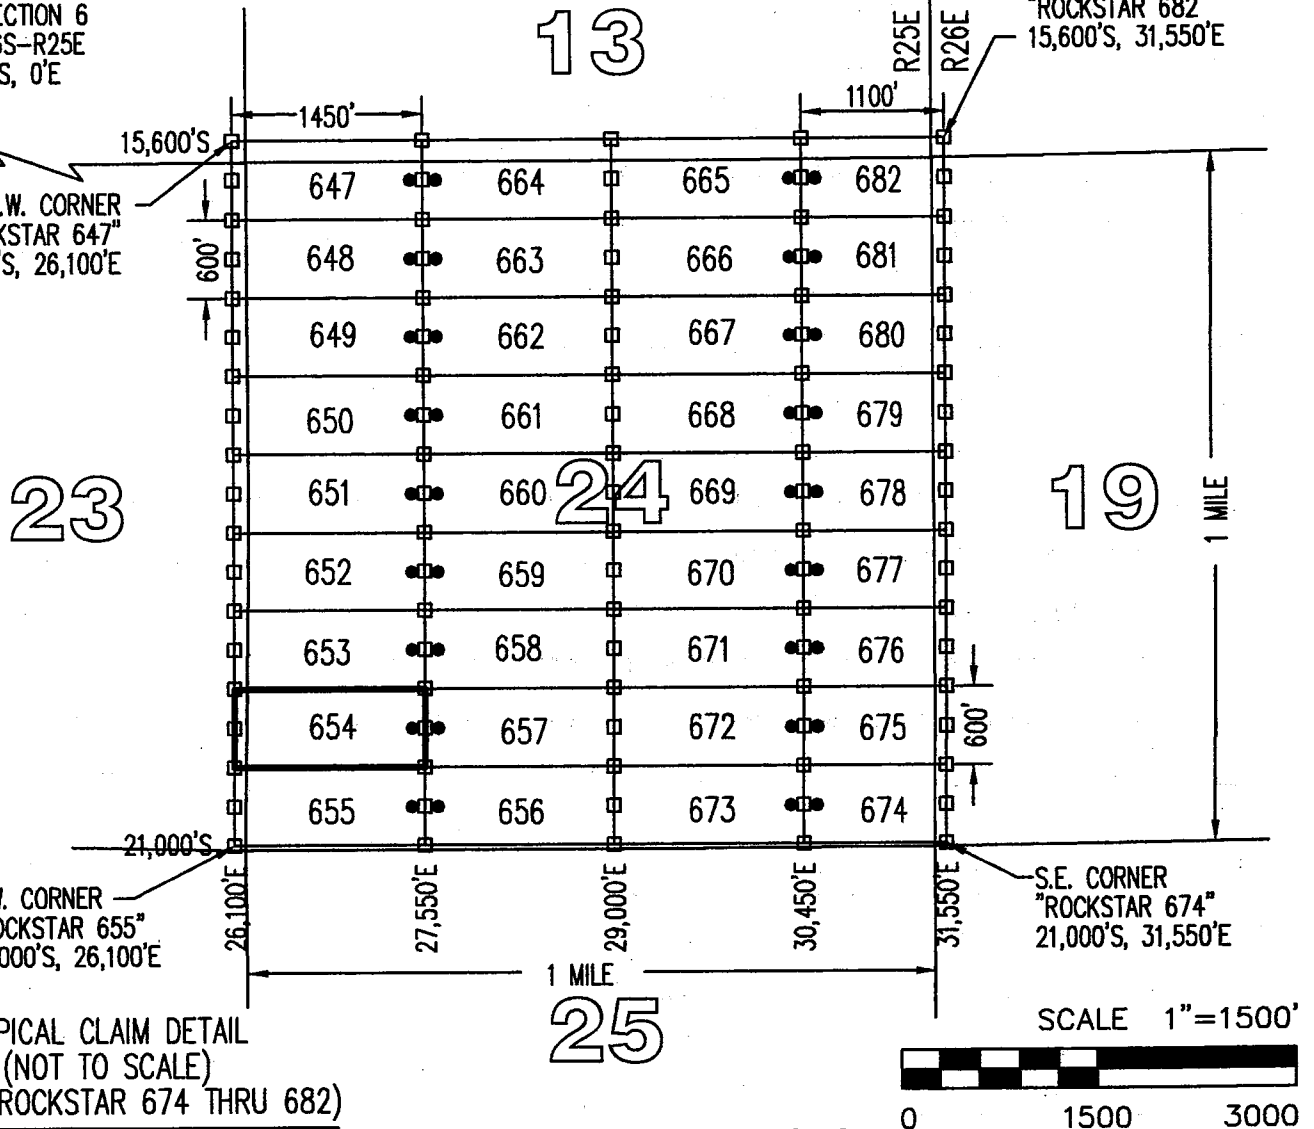 ECTION 6
S-R25E
'S, 0'E
13
R25E
R26E
"ROCKSTAR 682
15,600'S, 31,550'E
1450'
1100'
15,600'S
.W. CORNER
KSTAR 647"
'S, 26,100'E
600'
647 664 665 682
648 663 666 681
649 662 667 680
650 661 668 679
651 660 669 678
652 659 670 677
653 658 671 676
654 657 672 675
655 656 673 674
23
24
19
1 MILE
600'
21,000'S
26,100'E
27,550'E
29,000'E
30,450'E
31,550'E
. CORNER
OCKSTAR 655"
000'S, 26,100'E
S.E. CORNER
"ROCKSTAR 674"
21,000'S, 31,550'E
1 MILE
25
PICAL CLAIM DETAIL
(NOT TO SCALE)
ROCKSTAR 674 THRU 682)
SCALE 1"=1500'
0 1500 3000